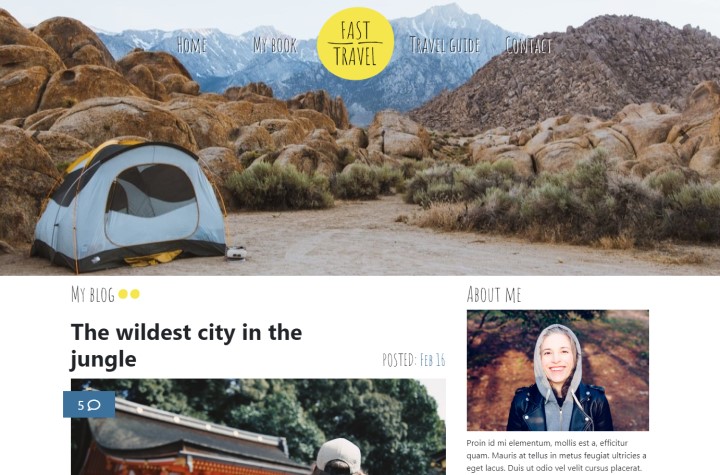 Home
My book
FAST
TRAVEL
Travel guide
Contact
My blog
The wildest city in the
jungle
POSTED: Feb 16
5
About me
Proin id mi elementum, mollis est a, efficitur
quam. Mauris at tellus in metus feugiat ultricies a
eget lacus. Duis ut odio vel velit cursus placerat.